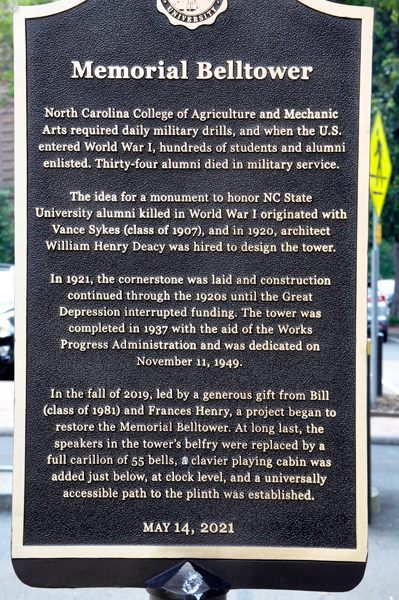 UNIVERSITY
Memorial Belltower
North Carolina College of Agriculture and Mechanic
Arts required daily military drills, and when the U.S.
entered World War I, hundreds of students and alumni
enlisted. Thirty-four alumni died in military service.
The idea for a monument to honor NC State
University alumni killed in World War I originated with
Vance Sykes (class of 1907), and in 1920, architect
William Henry Deacy was hired to design the tower.
In 1921, the cornerstone was laid and construction
continued through the 1920s until the Great
Depression interrupted funding. The tower was
completed in 1937 with the aid of the Works
Progress Administration and was dedicated on
November 11, 1949.
In the fall of 2019, led by a generous gift from Bill
(class of 1981) and Frances Henry, a project began to
restore the Memorial Belltower. At long last, the
speakers in the tower's belfry were replaced by a
full carillon of 55 bells, a clavier playing cabin was
added just below, at clock level, and a universally
accessible path to the plinth was established.
MAY 14, 2021